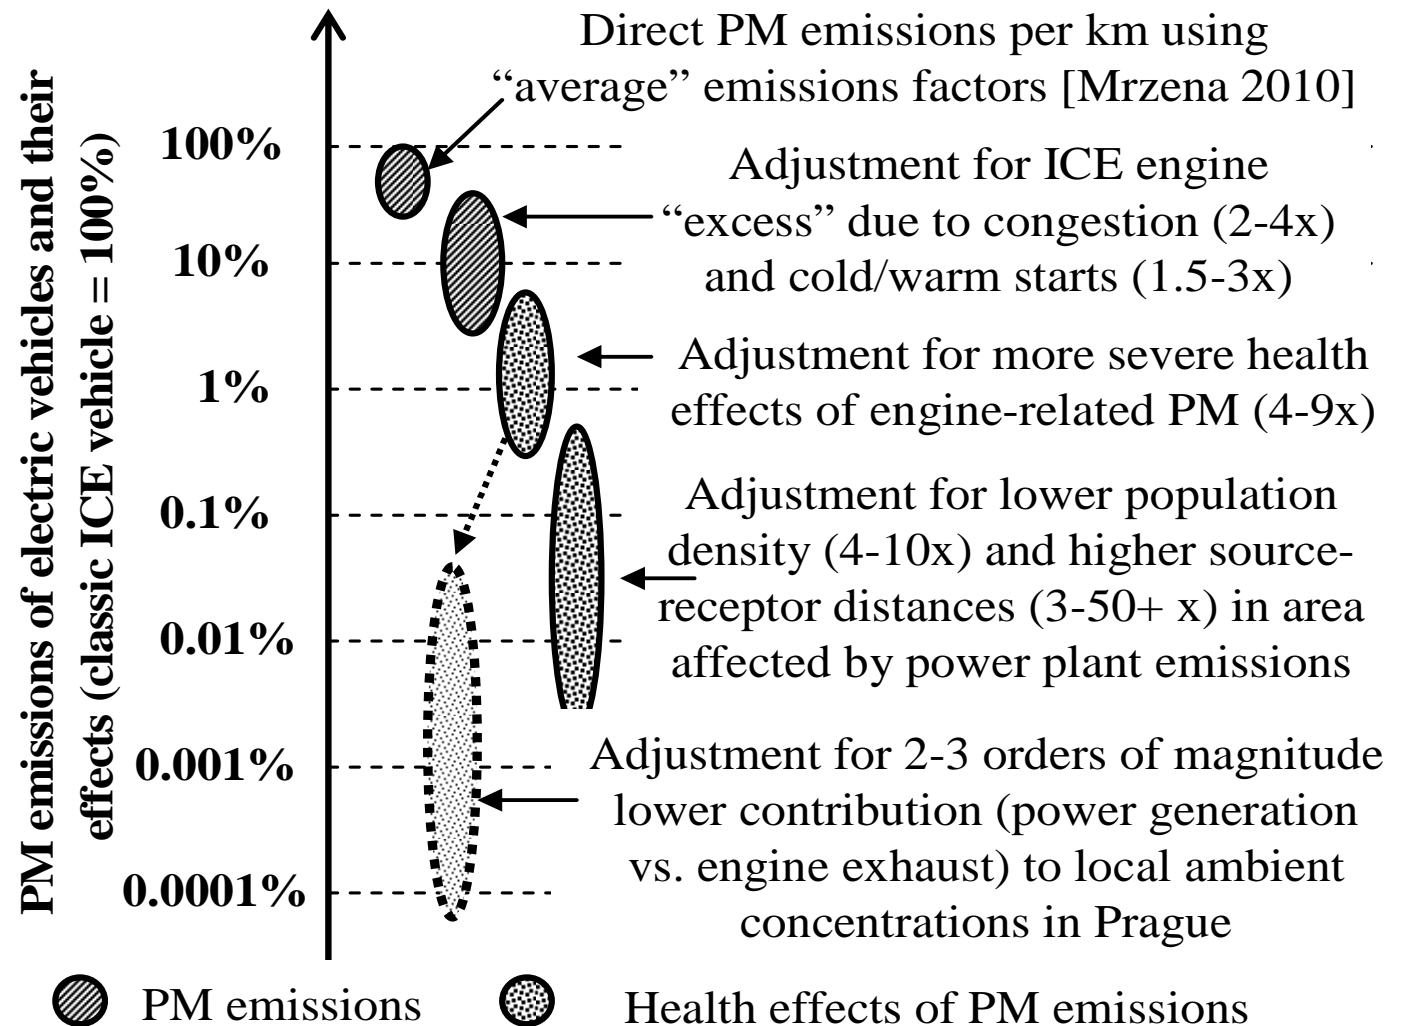 PM emissions of electric vehicles and their
effects (classic ICE vehicle = 100%)
100%
10%
1%
0.1%
0.01%
0.001%
0.0001%
Direct PM emissions per km using
“average” emissions factors [Mrzena 2010]
Adjustment for ICE engine
“excess” due to congestion (2-4x)
and cold/warm starts (1.5-3x)
Adjustment for more severe health
effects of engine-related PM (4-9x)
Adjustment for lower population
density (4-10x) and higher source-
receptor distances (3-50+ x) in area
affected by power plant emissions
Adjustment for 2-3 orders of magnitude
lower contribution (power generation
vs. engine exhaust) to local ambient
concentrations in Prague
PM emissions
Health effects of PM emissions